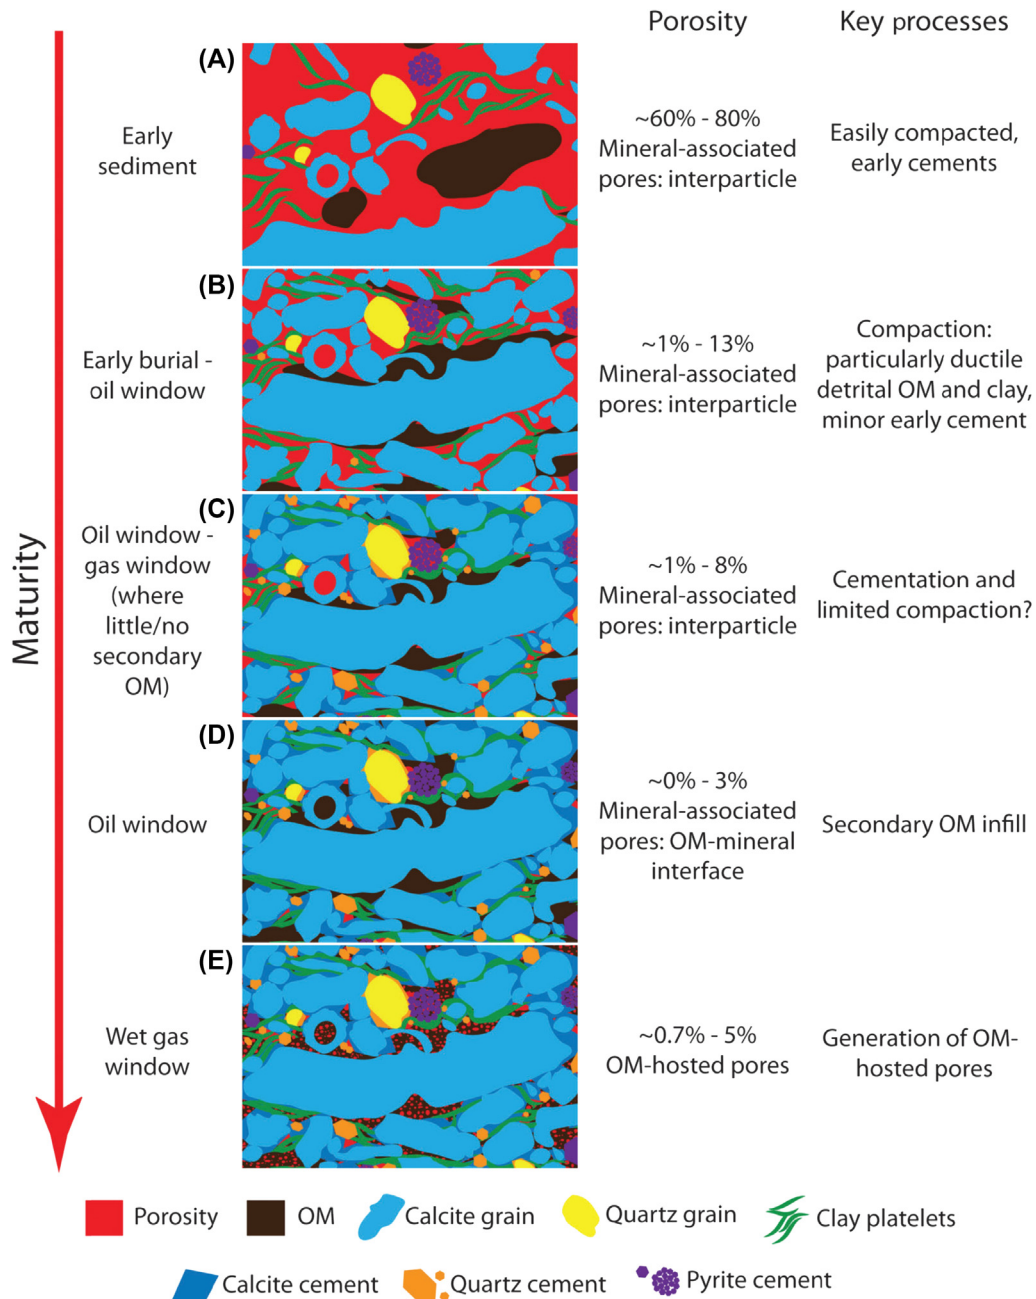 Porosity
Key processes
Maturity
(A)
Early
sediment
~60% - 80%
Mineral-associated
pores: interparticle
Easily compacted,
early cements
(B)
Early burial -
oil window
~1% - 13%
Mineral-associated
pores: interparticle
Compaction:
particularly ductile
detrital OM and clay,
minor early cement
(C)
Oil window -
gas window
(where
little/no
secondary
OM)
~1% - 8%
Mineral-associated
pores: interparticle
Cementation and
limited compaction?
(D)
Oil window
~0% - 3%
Mineral-associated
pores: OM-mineral
interface
Secondary OM infill
(E)
Wet gas
window
~0.7% - 5%
OM-hosted pores
Generation of OM-
hosted pores
Porosity
OM
Calcite grain
Quartz grain
Clay platelets
Calcite cement
Quartz cement
Pyrite cement